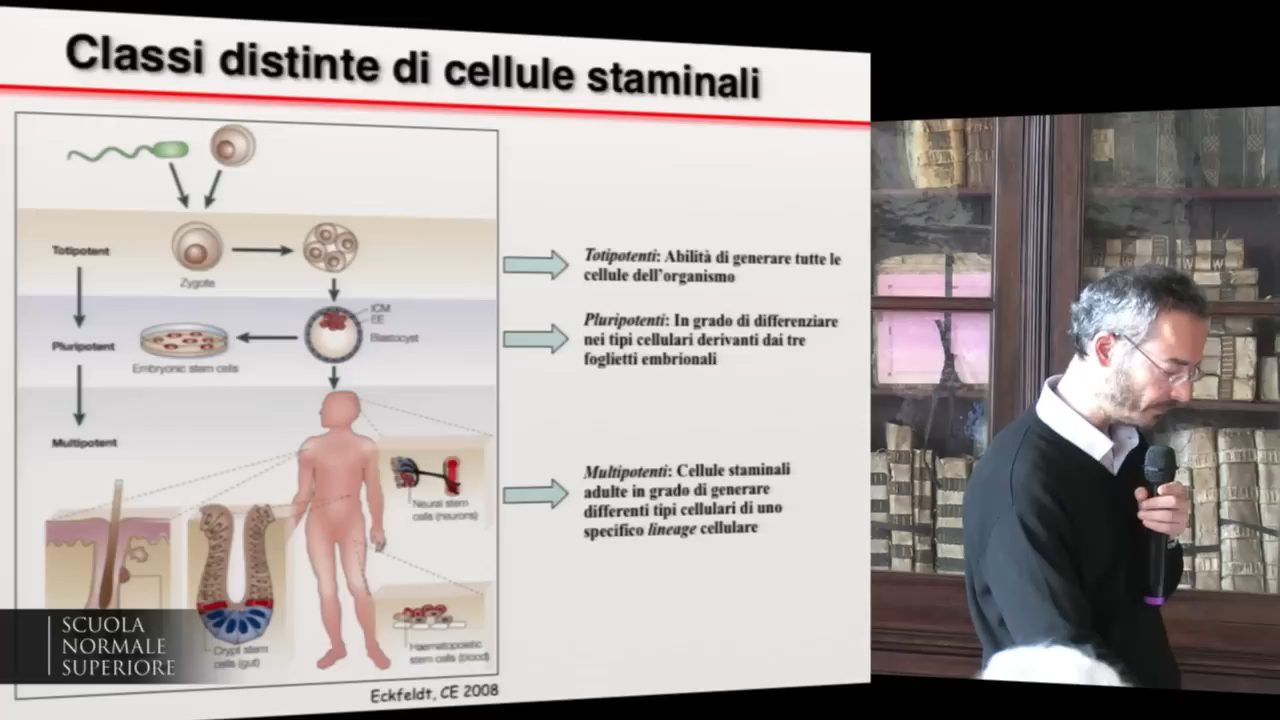 Classi distinte di cellule staminali
Totipotent
Zygote
Pluripotent
ICM
EE
Blastocyst
Embryonic stem cells
Multipotent
Neural stem
cells (neurons)
Crypt stem
cells (gut)
Haematopoietic
stem cells (blood)
Totipotenti: Abilità di generare tutte le
cellule dell'organismo
Pluripotenti: In grado di differenziare
nei tipi cellulari derivanti dai tre
foglietti embrionali
Multipotenti: Cellule staminali
adulte in grado di generare
differenti tipi cellulari di uno
specifico lineage cellulare
Eckfeldt, CE 2008
SCUOLA
NORMALE
SUPERIORE